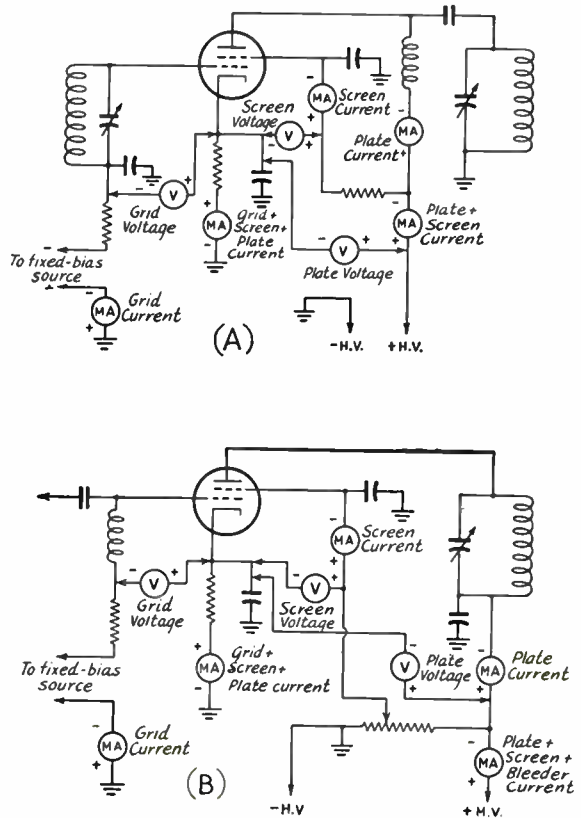 MA
Screen
Current
Screen
Voltage
V
MA
Plate
Current
V
Grid
Voltage
MA
Grid +
Screen +
Plate
Current
MA
Plate +
Screen
Current
V
Plate Voltage
To fixed-bias
source
MA
Grid
Current
(A)
-H.V.
+H.V.
MA
Screen
Current
V
Grid
Voltage
V
Screen
Voltage
MA
Grid +
Screen +
Plate current
V
Plate
Voltage
MA
Plate
Current
To fixed-bias
source
MA
Grid
Current
(B)
MA
Plate +
Screen +
Bleeder
Current
-H.V
+H.V.